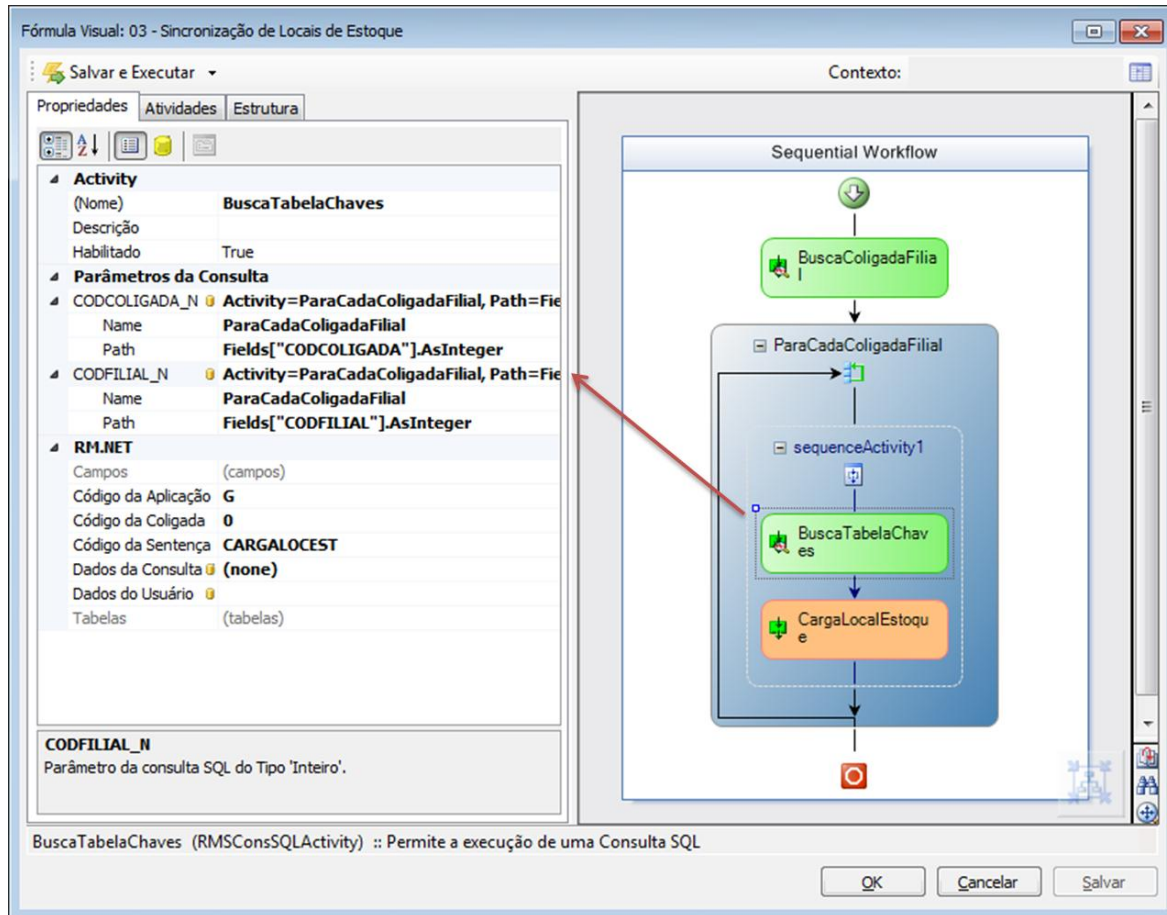 Fórmula Visual: 03 - Sincronização de Locais de Estoque
Salvar e Executar
Contexto:
Propriedades Atividades Estrutura
Activity
(Nome) BuscaTabelaChaves
Descrição
Habilitado True
Parâmetros da Consulta
CODCOLIGADA_N Activity=ParaCadaColigadaFilial, Path=Fie
Name ParaCadaColigadaFilial
Path Fields["CODCOLIGADA"].AsInteger
CODFILIAL_N Activity=ParaCadaColigadaFilial, Path=Fie
Name ParaCadaColigadaFilial
Path Fields["CODFILIAL"].AsInteger
RM.NET
Campos (campos)
Código da Aplicação G
Código da Coligada 0
Código da Sentença CARGALOCEST
Dados da Consulta (none)
Dados do Usuário
Tabelas (tabelas)
CODFILIAL_N
Parâmetro da consulta SQL do Tipo 'Inteiro'.
Sequential Workflow
BuscaColigadaFilia
l
ParaCadaColigadaFilial
sequenceActivity1
BuscaTabelaChav
es
CargaLocalEstoqu
e
BuscaTabelaChaves (RMSConsSQLActivity) :: Permite a execução de uma Consulta SQL
OK Cancelar Salvar